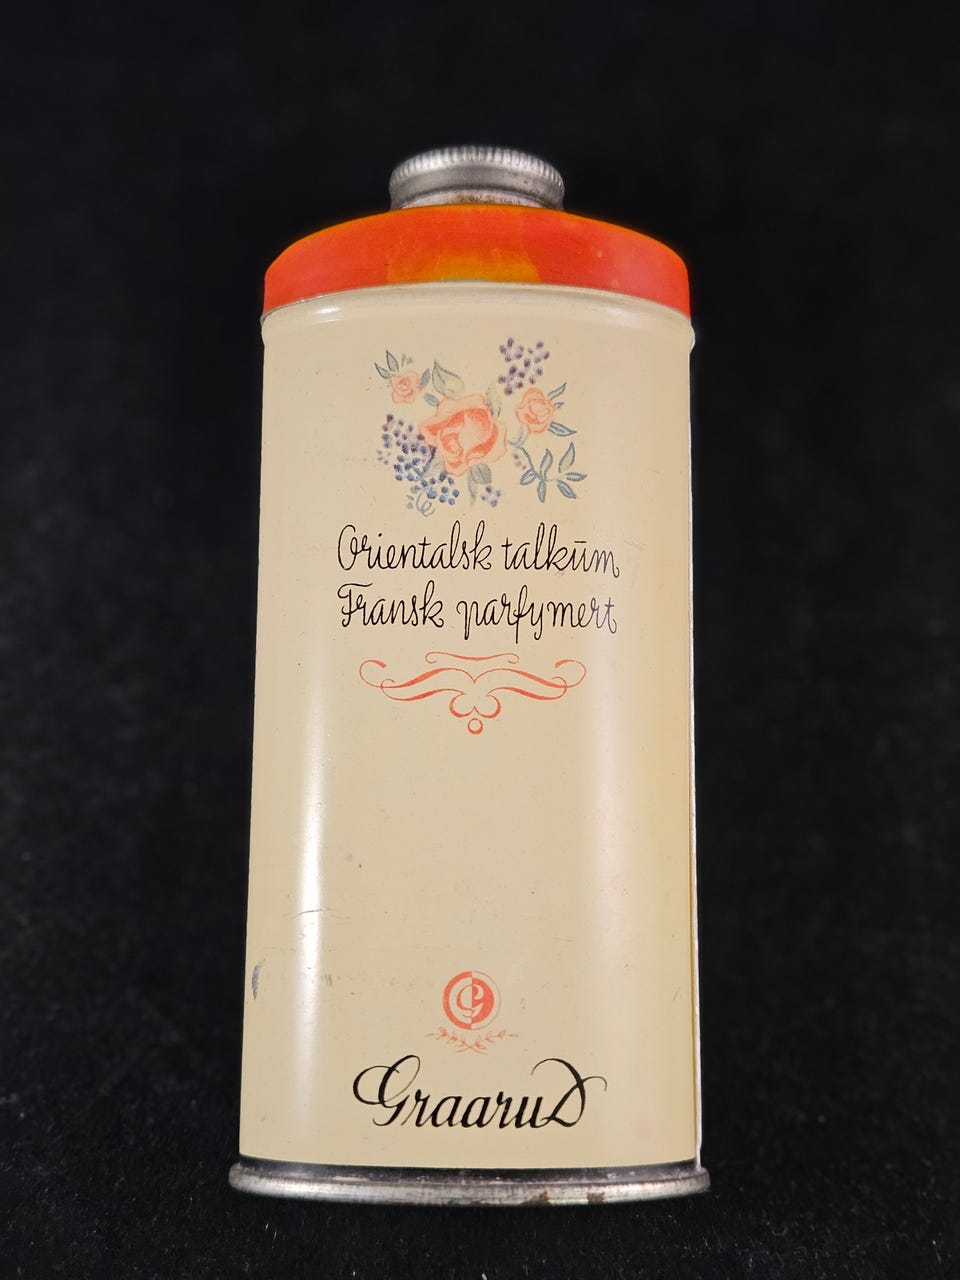 Orientalsk talkūm
Fransk parfymert
G
Graarud